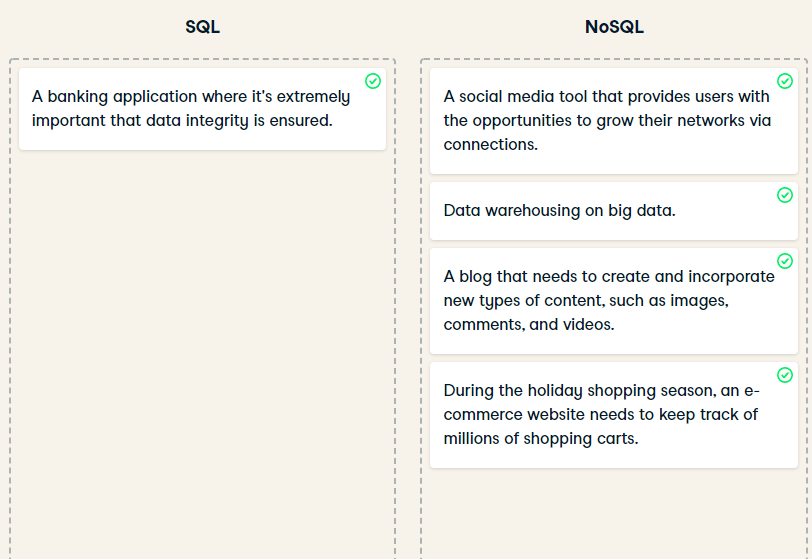 SQL
NoSQL
A banking application where it's extremely
important that data integrity is ensured.
A social media tool that provides users with
the opportunities to grow their networks via
connections.
Data warehousing on big data.
A blog that needs to create and incorporate
new types of content, such as images,
comments, and videos.
During the holiday shopping season, an e-
commerce website needs to keep track of
millions of shopping carts.